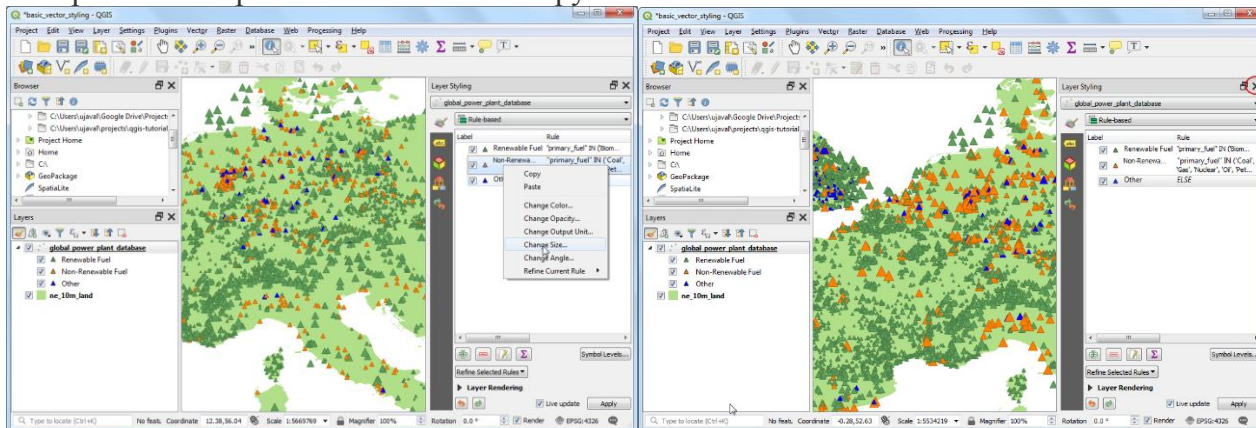 *basic_vector_styling - QGIS
Project Edit View Layer Settings Plugins Vector Raster Database Web Processing Help
Browser
C:\Users\ujaval\Google Drive\Project
C:\Users\ujaval\projects\qgis-tutorial
Project Home
Home
C:\
GeoPackage
SpatiaLite
Layers
global power plant database
Renewable Fuel
Non-Renewable Fuel
Other
ne_10m_land
Layer Styling
global_power_plant_database
Rule-based
Label Rule
Renewable Fuel "primary_fuel" IN ('Biom...
Non-Renewa... "primary_fuel" IN ('Coal',
Copy
Paste
Change Color...
Change Opacity...
Change Output Unit...
Change Size...
Change Angle...
Refine Current Rule
Symbol Levels...
Refine Selected Rules
Layer Rendering
Live update Apply
Type to locate (Ctrl+K) No feat. Coordinate 12.38,56.04 Scale 1:5669769 Magnifier 100% Rotation 0.0 ° Render EPSG:4326
*basic_vector_styling - QGIS
Project Edit View Layer Settings Plugins Vector Raster Database Web Processing Help
Browser
C:\Users\ujaval\Google Drive\Project
C:\Users\ujaval\projects\qgis-tutorial
Project Home
Home
C:\
GeoPackage
SpatiaLite
Layers
global power plant database
Renewable Fuel
Non-Renewable Fuel
Other
ne_10m_land
Layer Styling
global_power_plant_database
Rule-based
Label Rule
Renewable Fuel "primary_fuel" IN ('Biom...
Non-Renewa... "primary_fuel" IN ('Coal',
'Gas', 'Nuclear', 'Oil', 'Pet...
Other ELSE
Symbol Levels...
Refine Selected Rules
Layer Rendering
Live update Apply
Type to locate (Ctrl+K) No feat. Coordinate -0.28,52.63 Scale 1:5534219 Magnifier 100% Rotation 0.0 ° Render EPSG:4326